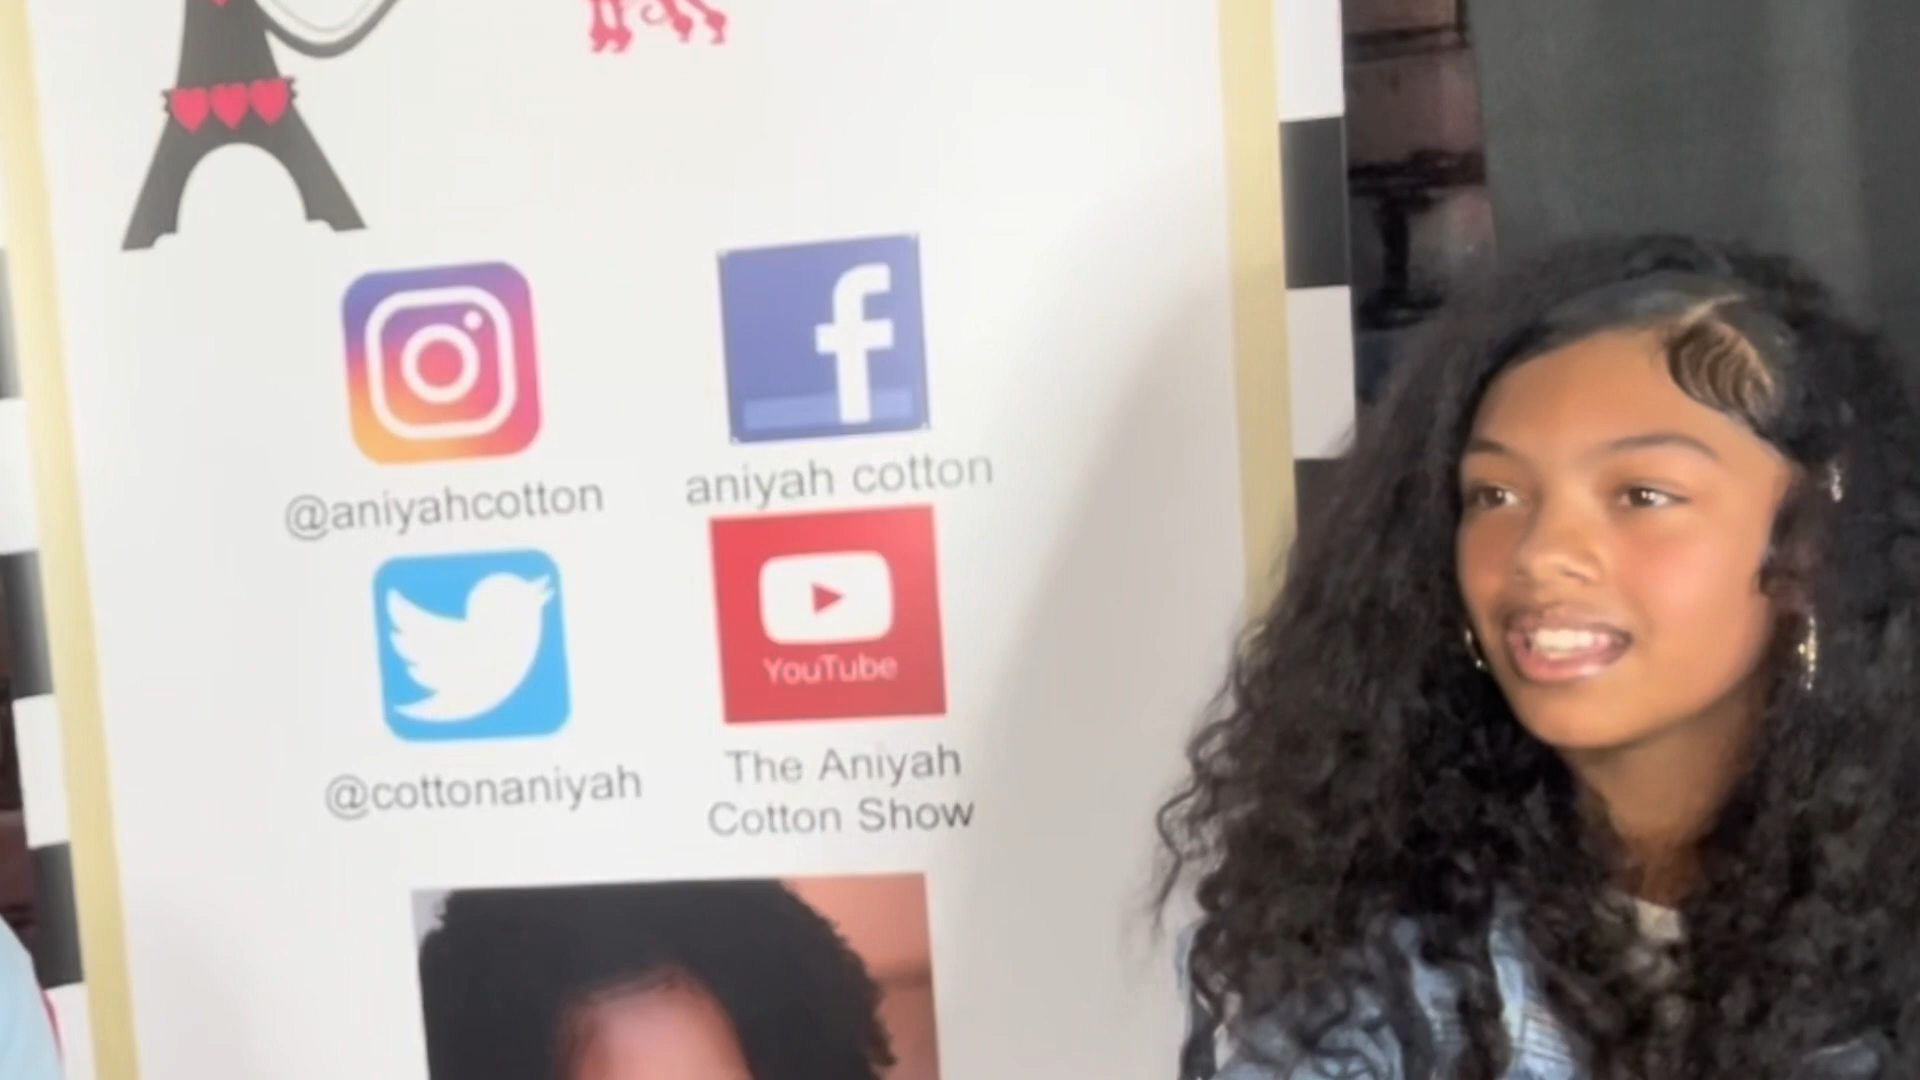 @aniyahcotton
aniyah cotton
YouTube
@cottonaniyah
The Aniyah
Cotton Show